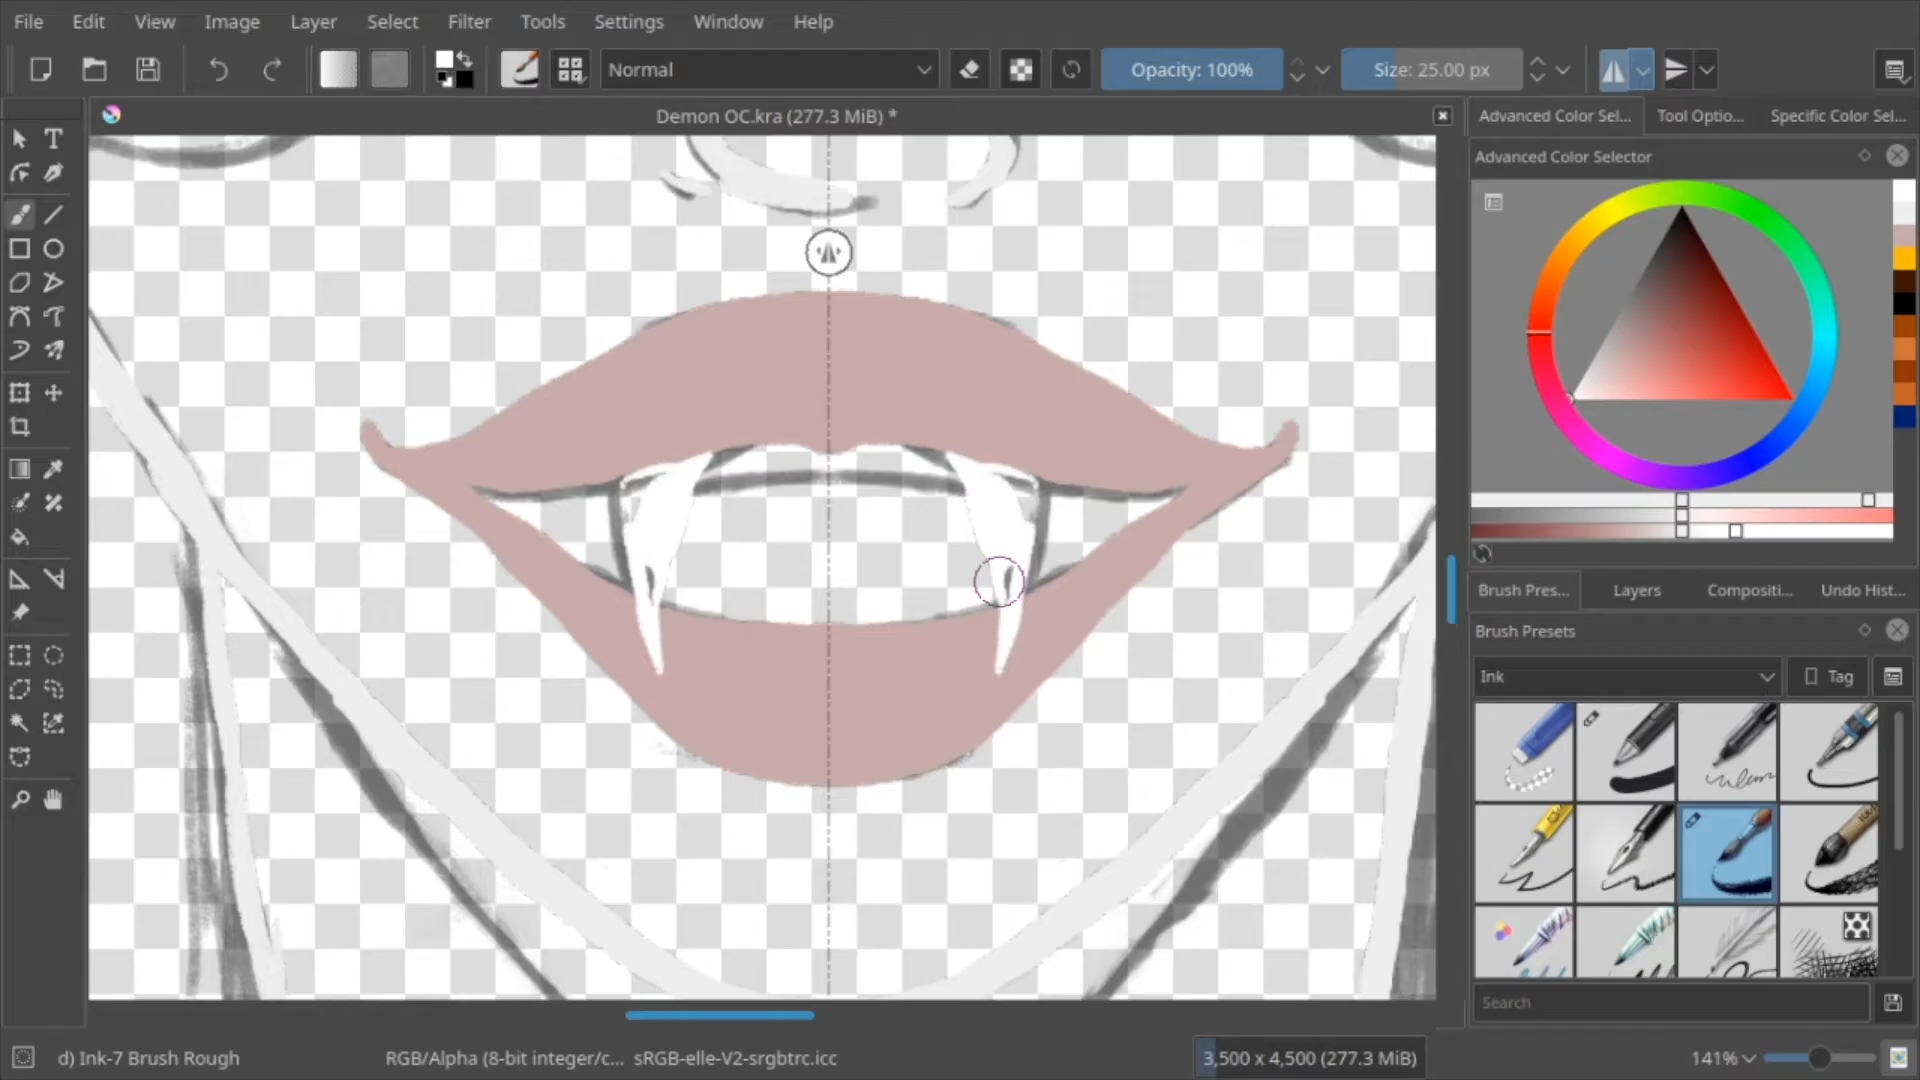 File Edit View Image Layer Select Filter Tools Settings Window Help
Normal
Opacity: 100%
Size: 25.00 px
Demon OC.kra (277.3 MiB) *
Advanced Color Sel... Tool Optio... Specific Color Sel...
Advanced Color Selector
Brush Pres... Layers Compositi... Undo Hist...
Brush Presets
Ink
Tag
Search
d) Ink-7 Brush Rough
RGB/Alpha (8-bit integer/c... sRGB-elle-V2-srgbtrc.icc
3,500 x 4,500 (277.3 MiB)
141%